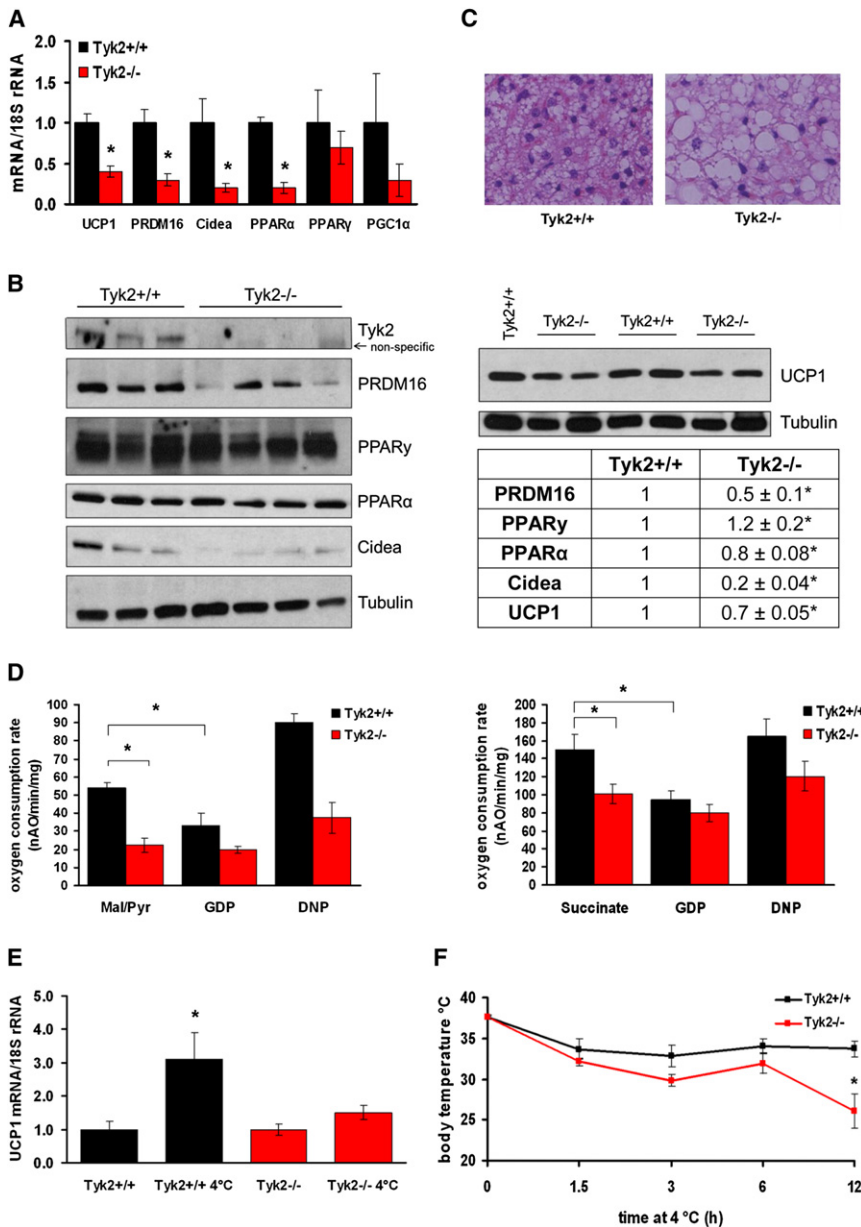 A
mRNA/18S rRNA
2.0
1.5
1.0
0.5
0.0
Tyk2+/+
Tyk2-/-
*
*
*
*
UCP1 PRDM16 Cidea PPARα PPARγ PGC1α
C
Tyk2+/+ Tyk2-/-
B
Tyk2+/+ Tyk2-/-
Tyk2
← non-specific
PRDM16
PPARγ
PPARα
Cidea
Tubulin
Tyk2+/+ Tyk2-/- Tyk2+/+ Tyk2-/-
UCP1
Tubulin
Tyk2+/+ Tyk2-/-
PRDM16 1 0.5 ± 0.1*
PPARy 1 1.2 ± 0.2*
PPARα 1 0.8 ± 0.08*
Cidea 1 0.2 ± 0.04*
UCP1 1 0.7 ± 0.05*
D
oxygen consumption rate
(nAO/min/mg)
100
90
80
70
60
50
40
30
20
10
0
*
*
Tyk2+/+
Tyk2-/-
Mal/Pyr GDP DNP
oxygen consumption rate
(nAO/min/mg)
200
180
160
140
120
100
80
60
40
20
0
*
*
Tyk2+/+
Tyk2-/-
Succinate GDP DNP
E
UCP1 mRNA/18S rRNA
5.0
4.0
3.0
2.0
1.0
0.0
*
Tyk2+/+ Tyk2+/+ 4°C Tyk2-/- Tyk2-/- 4°C
F
body temperature °C
40
35
30
25
20
Tyk2+/+
Tyk2-/-
*
0 1.5 3 6 12
time at 4 °C (h)